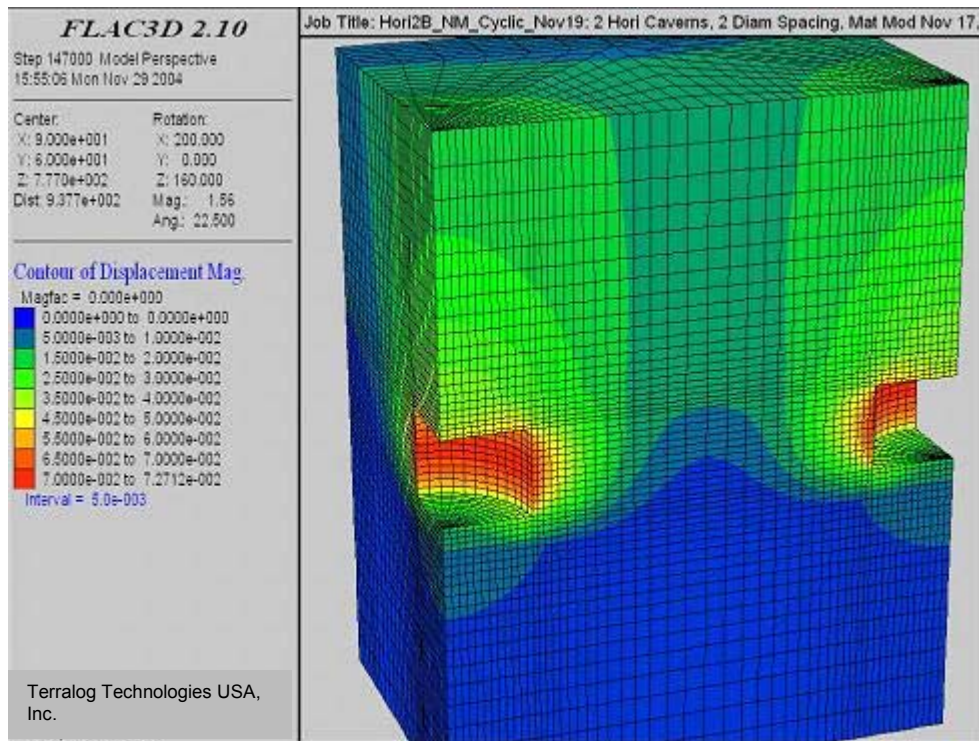 FLAC3D 2.10
Step 147000 Model Perspective
15:55:06 Mon Nov 29 2004
Center:
X: 9.000e+001
Y: 6.000e+001
Z: 7.770e+002
Dist: 9.377e+002
Rotation:
X: 200.000
Y: 0.000
Z: 160.000
Mag.: 1.56
Ang.: 22.500
Contour of Displacement Mag.
Magfac = 0.000e+000
0.0000e+000 to 0.0000e+000
5.0000e-003 to 1.0000e-002
1.5000e-002 to 2.0000e-002
2.5000e-002 to 3.0000e-002
3.5000e-002 to 4.0000e-002
4.5000e-002 to 5.0000e-002
5.5000e-002 to 6.0000e-002
6.5000e-002 to 7.0000e-002
7.0000e-002 to 7.2712e-002
Interval = 5.0e-003
Terralog Technologies USA,
Inc.
Job Title: Hori2B_NM_Cyclic_Nov19: 2 Hori Caverns, 2 Diam Spacing, Mat Mod Nov 17,